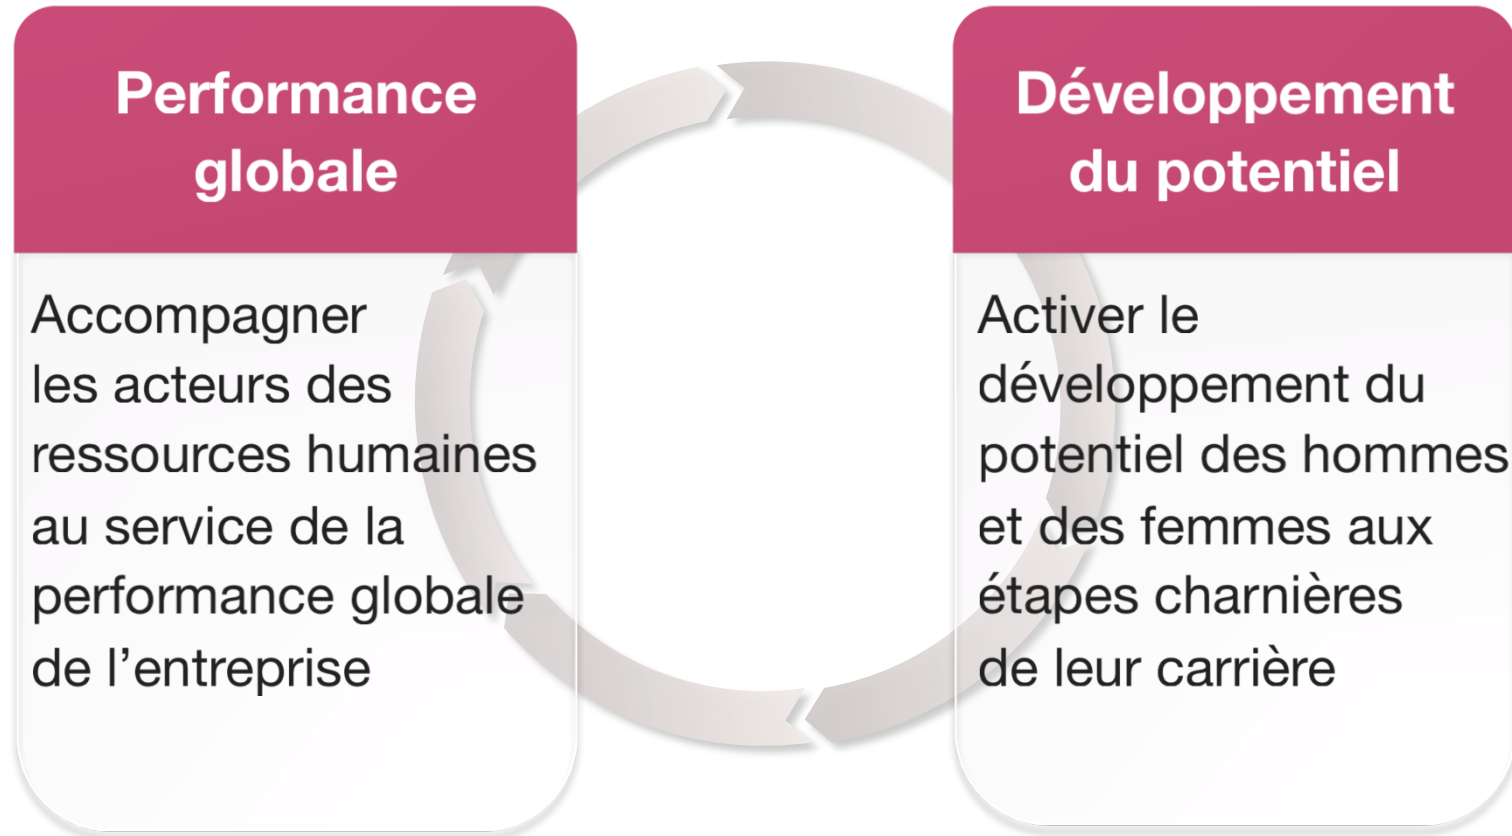 Performance
globale
Accompagner
les acteurs des
ressources humaines
au service de la
performance globale
de l’entreprise
Développement
du potentiel
Activer le
développement du
potentiel des hommes
et des femmes aux
étapes charnières
de leur carrière